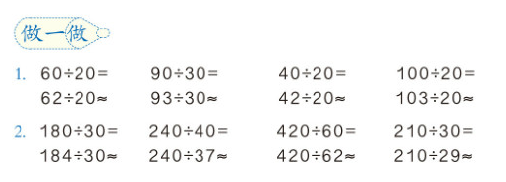 做一做
1. 60÷20= 90÷30= 40÷20= 100÷20=
62÷20≈ 93÷30≈ 42÷20≈ 103÷20≈
2. 180÷30= 240÷40= 420÷60= 210÷30=
184÷30≈ 240÷37≈ 420÷62≈ 210÷29≈